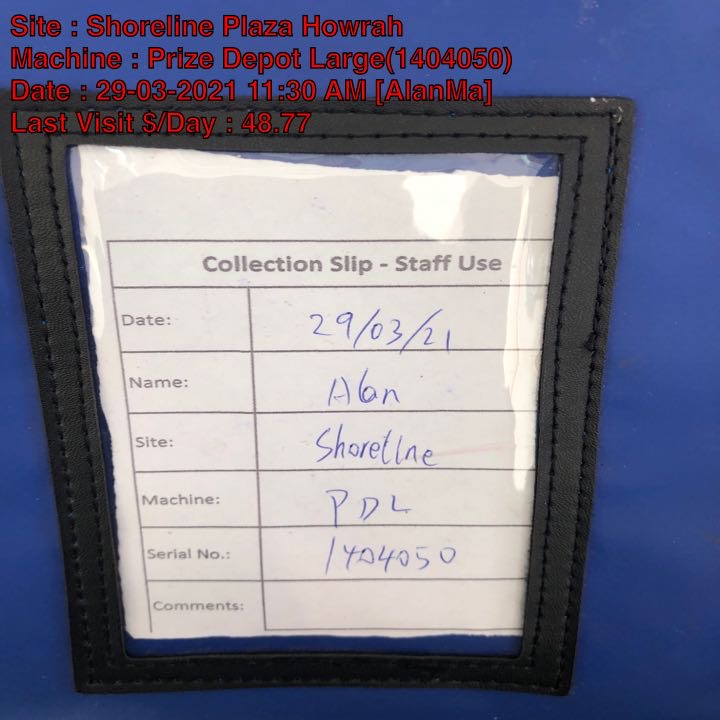 Site : Shoreline Plaza Howrah
Machine : Prize Depot Large(1404050)
Date : 29-03-2021 11:30 AM [AlanMa]
Last Visit $/Day : 48.77
Collection Slip - Staff Use
Date: 29/03/21
Name: Alan
Site: Shoreline
Machine: PDL
Serial No.: 1404050
Comments: